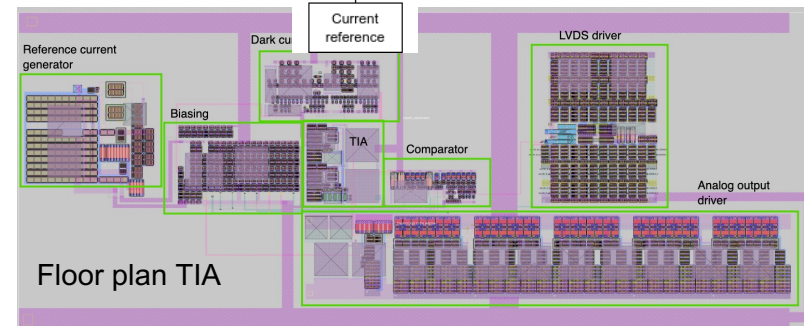 Current
reference
Dark cu
LVDS driver
Reference current
generator
Biasing
TIA
Comparator
Analog output
driver
Floor plan TIA